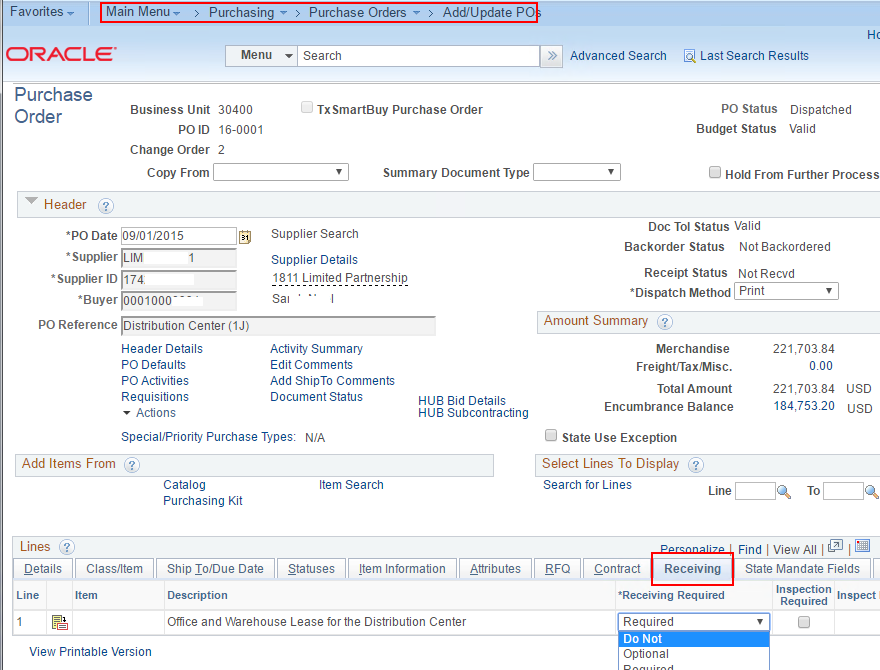 Favorites Main Menu > Purchasing > Purchase Orders > Add/Update POs
ORACLE
Menu Search Advanced Search Last Search Results
Purchase Order
Business Unit 30400 TxSmartBuy Purchase Order PO Status Dispatched
PO ID 16-0001 Budget Status Valid
Change Order 2
Copy From Summary Document Type Hold From Further Process
Header
*PO Date 09/01/2015 Supplier Search Doc Tol Status Valid
*Supplier LIM 1 Supplier Details Backorder Status Not Backordered
*Supplier ID 174 1811 Limited Partnership Receipt Status Not Recvd
*Buyer 0001000 *Dispatch Method Print
PO Reference Distribution Center (1J) Amount Summary
Header Details Activity Summary Merchandise 221,703.84
PO Defaults Edit Comments Freight/Tax/Misc. 0.00
PO Activities Add ShipTo Comments Total Amount 221,703.84 USD
Requisitions Document Status HUB Bid Details Encumbrance Balance 184,753.20 USD
Actions HUB Subcontracting
Special/Priority Purchase Types: N/A State Use Exception
Add Items From Select Lines To Display
Catalog Item Search Search for Lines
Purchasing Kit Line To
Lines Personalize | Find | View All | |
Details Class/Item Ship To/Due Date Statuses Item Information Attributes RFQ Contract Receiving State Mandate Fields
Line Item Description *Receiving Required Inspection Required Inspect
1 Office and Warehouse Lease for the Distribution Center Required
Do Not
Optional
Required
View Printable Version